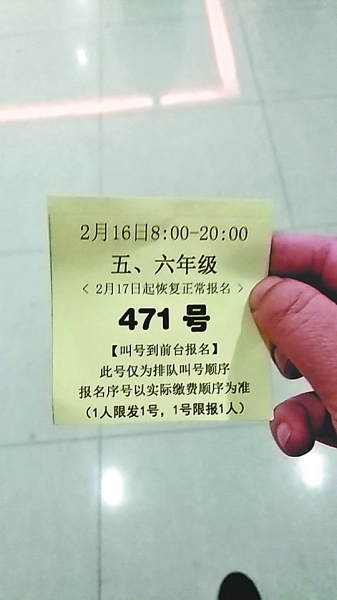 2月16日8:00-20:00
五、六年级
< 2月17日起恢复正常报名 >
471 号
【叫号到前台报名】
此号仅为排队叫号顺序
报名序号以实际缴费顺序为准
(1人限发1号，1号限报1人)